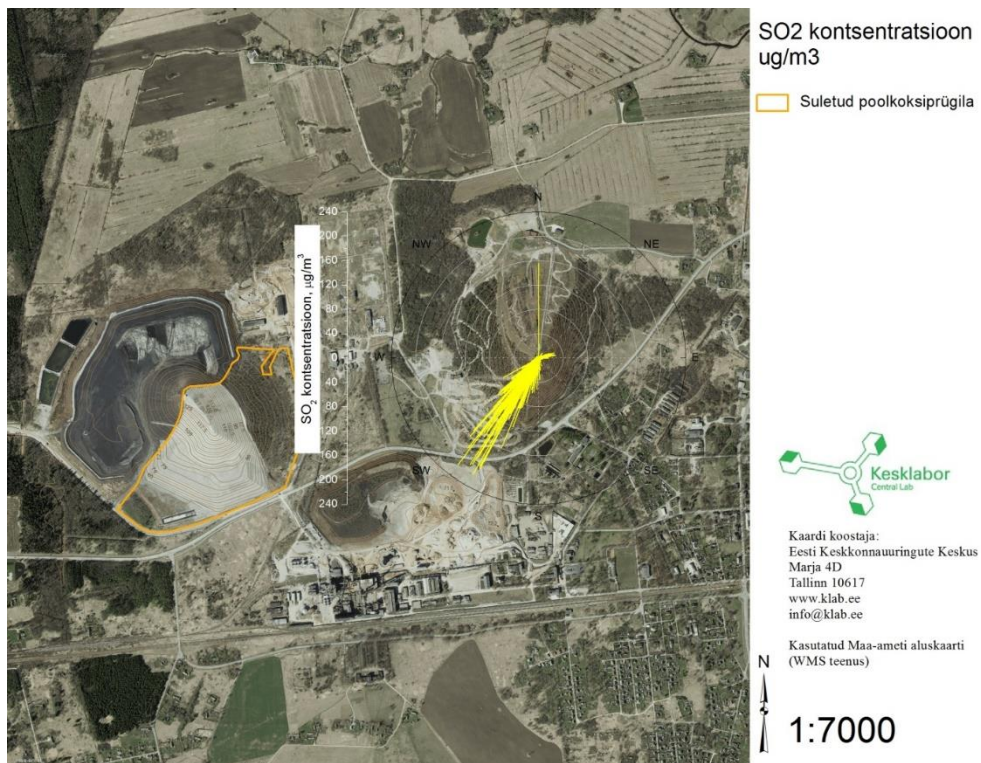 SO2 kontsentratsioon
ug/m3
Suletud poolkoksiprügila
N
NW
NE
W
E
SW
SE
S
SO2 kontsentratsioon, µg/m3
240
200
160
120
80
40
0
40
80
120
160
200
240
Kesklabor
Central Lab
Kaardi koostaja:
Eesti Keskkonnauuringute Keskus
Marja 4D
Tallinn 10617
www.klab.ee
info@klab.ee
Kasutatud Maa-ameti aluskaarti
(WMS teenus)
N
1:7000